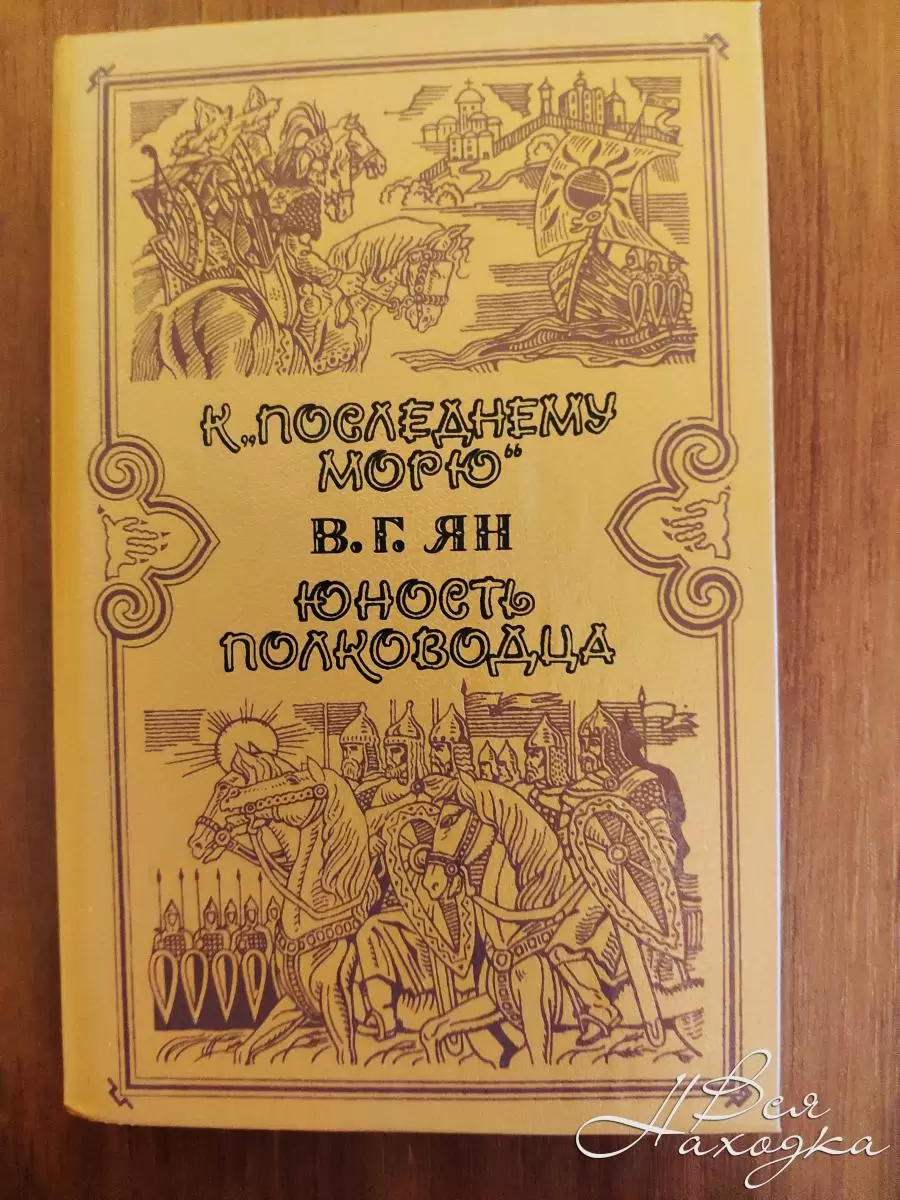 К „ПОСЛЕДНЕМУ
МОРЮ“
В. Г. ЯН
ЮНОСТЬ
ПОЛКОВОДЦА
Вся
Находка